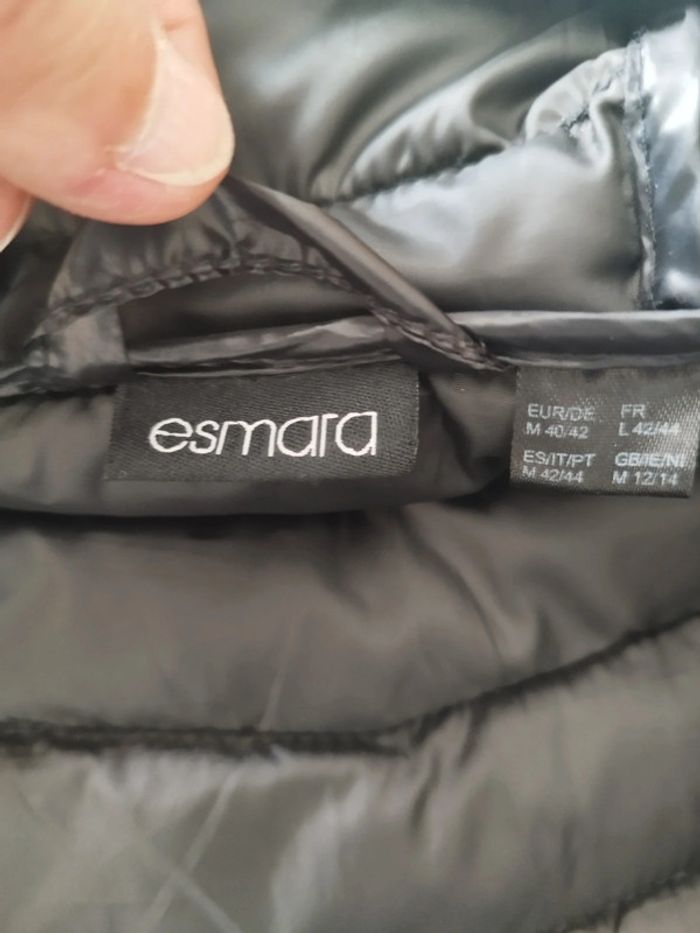 esmara
EUR/DE FR
M 40/42 L 42/44
ES/IT/PT GB/IE/NI
M 42/44 M 12/14